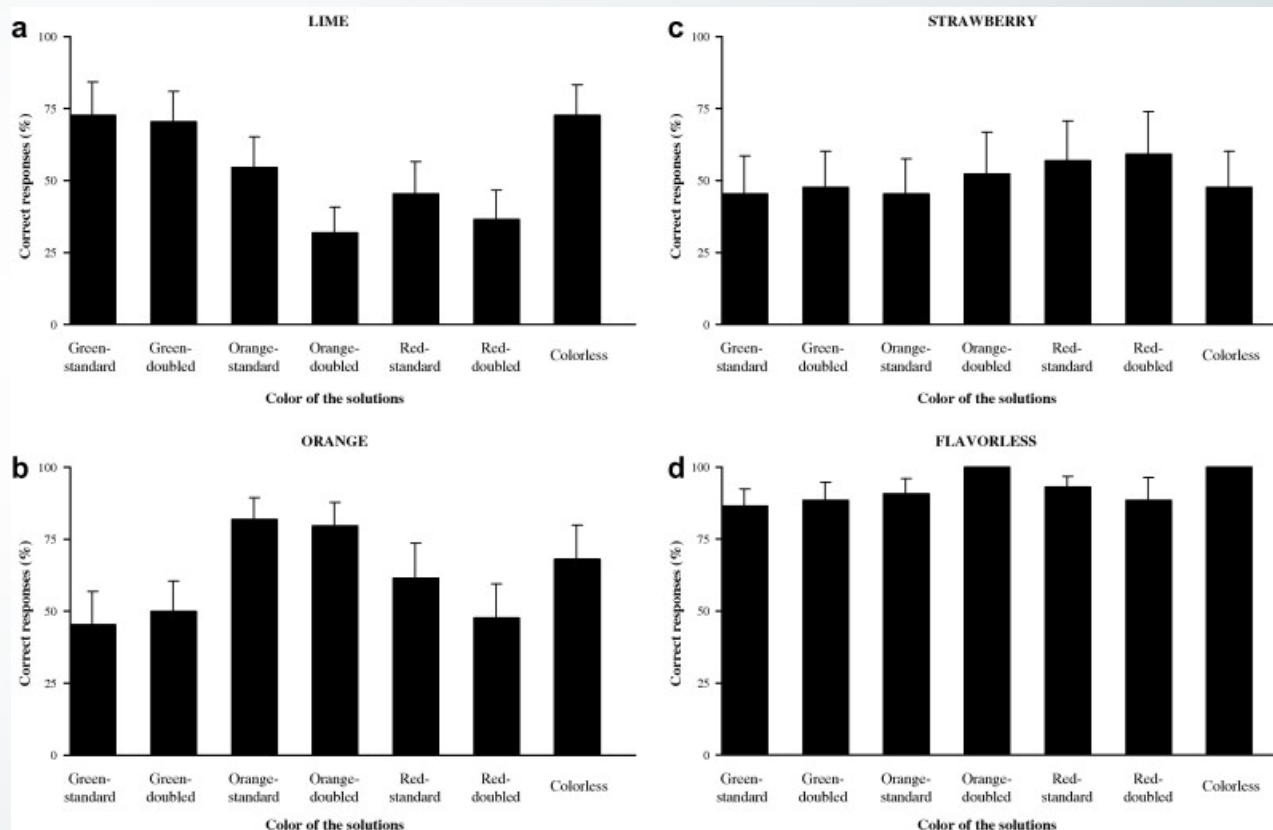 a
LIME
100
75
50
25
0
Correct responses (%)
Green-
standard
Green-
doubled
Orange-
standard
Orange-
doubled
Red-
standard
Red-
doubled
Colorless
Color of the solutions
c
STRAWBERRY
100
75
50
25
0
Correct responses (%)
Green-
standard
Green-
doubled
Orange-
standard
Orange-
doubled
Red-
standard
Red-
doubled
Colorless
Color of the solutions
b
ORANGE
100
75
50
25
0
Correct responses (%)
Green-
standard
Green-
doubled
Orange-
standard
Orange-
doubled
Red-
standard
Red-
doubled
Colorless
Color of the solutions
d
FLAVORLESS
100
75
50
25
0
Correct responses (%)
Green-
standard
Green-
doubled
Orange-
standard
Orange-
doubled
Red-
standard
Red-
doubled
Colorless
Color of the solutions